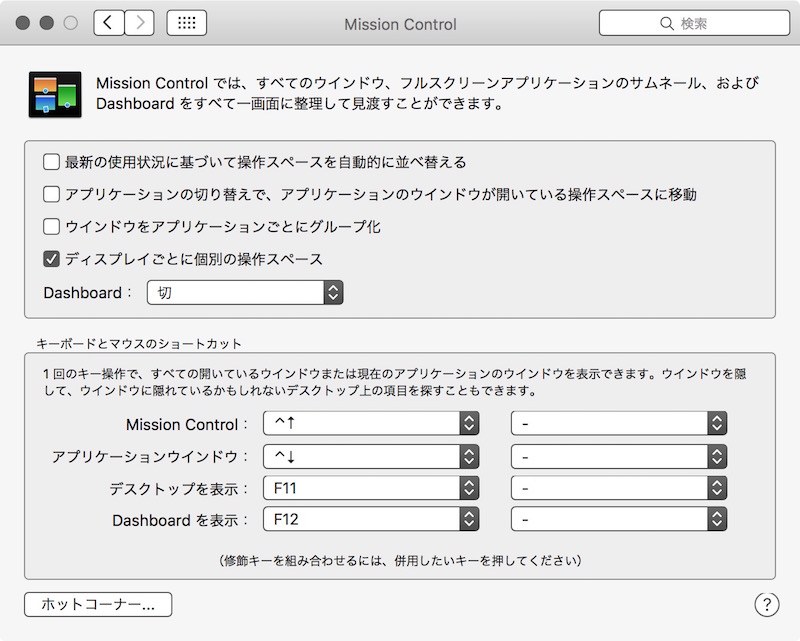 Mission Control
検索
Mission Control では、すべてのウインドウ、フルスクリーンアプリケーションのサムネール、および
Dashboard をすべて一画面に整理して見渡すことができます。
最新の使用状況に基づいて操作スペースを自動的に並べ替える
アプリケーションの切り替えで、アプリケーションのウインドウが開いている操作スペースに移動
ウインドウをアプリケーションごとにグループ化
ディスプレイごとに個別の操作スペース
Dashboard： 切
キーボードとマウスのショートカット
1 回のキー操作で、すべての開いているウインドウまたは現在のアプリケーションのウインドウを表示できます。ウインドウを隠
して、ウインドウに隠れているかもしれないデスクトップ上の項目を探すこともできます。
Mission Control： ^↑ -
アプリケーションウインドウ： ^↓ -
デスクトップを表示： F11 -
Dashboard を表示： F12 -
（修飾キーを組み合わせるには、併用したいキーを押してください）
ホットコーナー... ?